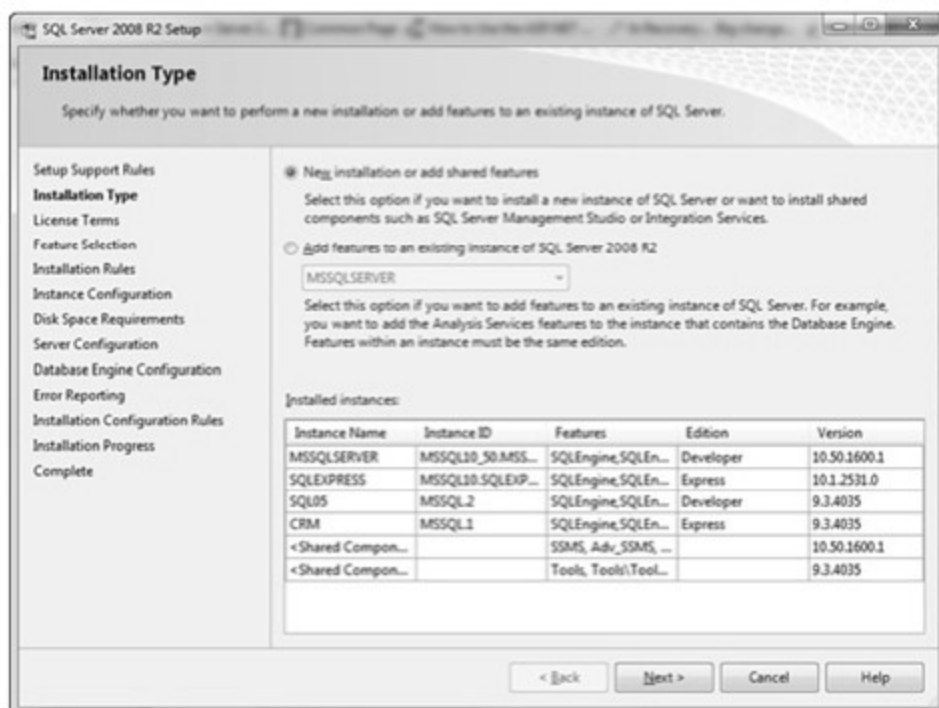 SQL Server 2008 R2 Setup
Installation Type
Specify whether you want to perform a new installation or add features to an existing instance of SQL Server.
Setup Support Rules
Installation Type
License Terms
Feature Selection
Installation Rules
Instance Configuration
Disk Space Requirements
Server Configuration
Database Engine Configuration
Error Reporting
Installation Configuration Rules
Installation Progress
Complete
New installation or add shared features
Select this option if you want to install a new instance of SQL Server or want to install shared
components such as SQL Server Management Studio or Integration Services.
Add features to an existing instance of SQL Server 2008 R2
MSSQLSERVER
Select this option if you want to add features to an existing instance of SQL Server. For example,
you want to add the Analysis Services features to the instance that contains the Database Engine.
Features within an instance must be the same edition.
Installed instances:
Instance Name Instance ID Features Edition Version
MSSQLSERVER MSSQL10_50.MSS... SQLEngine,SQLEn... Developer 10.50.1600.1
SQLEXPRESS MSSQL10.SQLEXP... SQLEngine,SQLEn... Express 10.1.2531.0
SQL05 MSSQL.2 SQLEngine,SQLEn... Developer 9.3.4035
CRM MSSQL.1 SQLEngine,SQLEn... Express 9.3.4035
<Shared Compon... SSMS, Adv_SSMS, ... 10.50.1600.1
<Shared Compon... Tools, Tools\Tool... 9.3.4035
< Back Next > Cancel Help